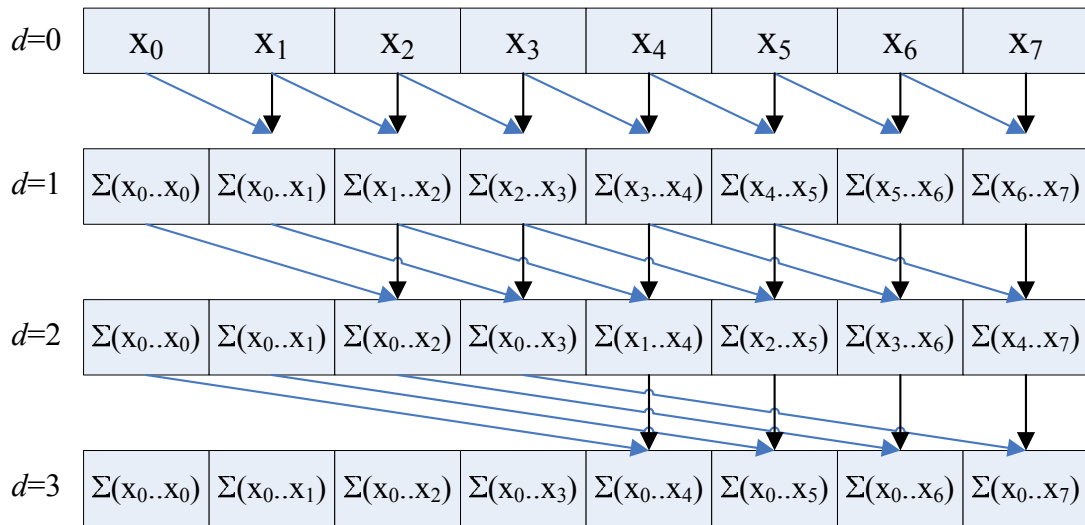 d=0 x₀ x₁ x₂ x₃ x₄ x₅ x₆ x₇
d=1 Σ(x₀..x₀) Σ(x₀..x₁) Σ(x₁..x₂) Σ(x₂..x₃) Σ(x₃..x₄) Σ(x₄..x₅) Σ(x₅..x₆) Σ(x₆..x₇)
d=2 Σ(x₀..x₀) Σ(x₀..x₁) Σ(x₀..x₂) Σ(x₀..x₃) Σ(x₁..x₄) Σ(x₂..x₅) Σ(x₃..x₆) Σ(x₄..x₇)
d=3 Σ(x₀..x₀) Σ(x₀..x₁) Σ(x₀..x₂) Σ(x₀..x₃) Σ(x₀..x₄) Σ(x₀..x₅) Σ(x₀..x₆) Σ(x₀..x₇)